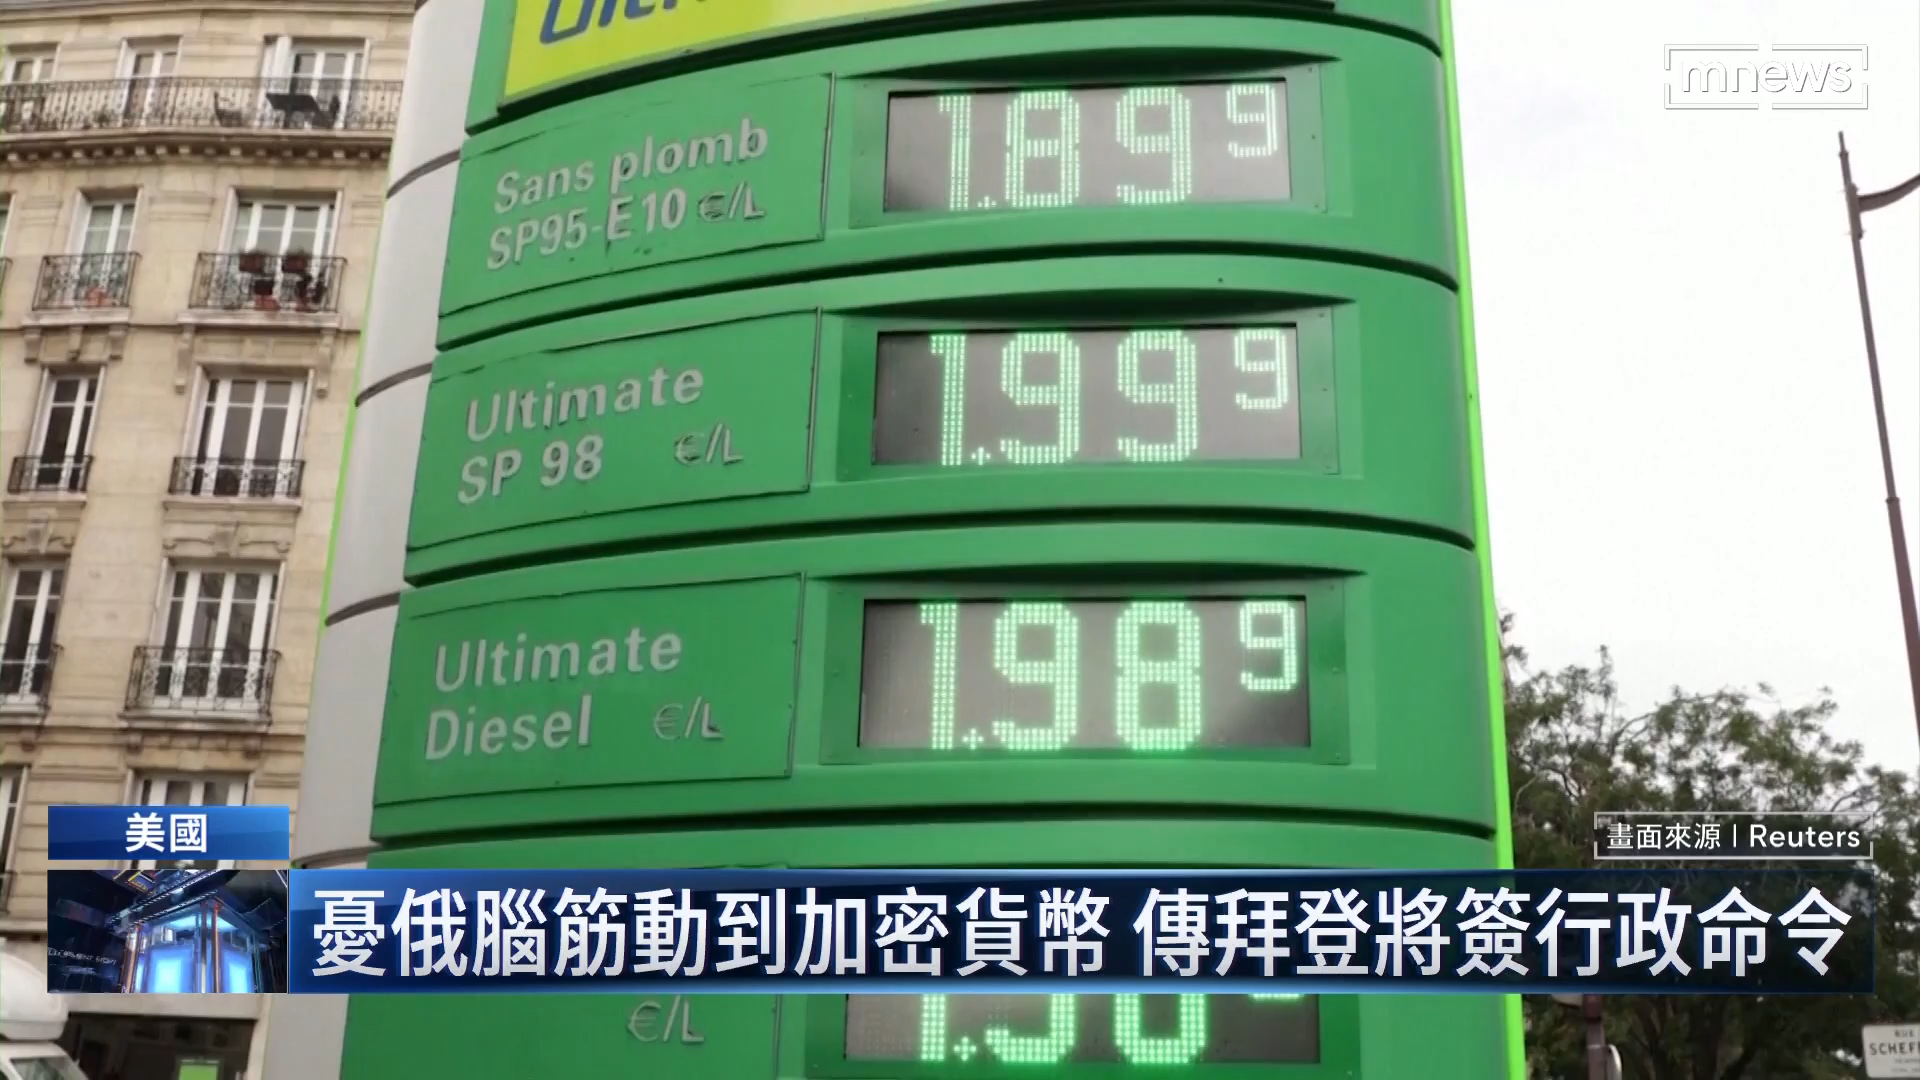 mnews
Sans plomb
SP95-E10 €/L
1.899
Ultimate
SP 98 €/L
1.999
Ultimate
Diesel €/L
1.989
美國
畫面來源 | Reuters
憂俄腦筋動到加密貨幣 傳拜登將簽行政命令
€/L
RUE